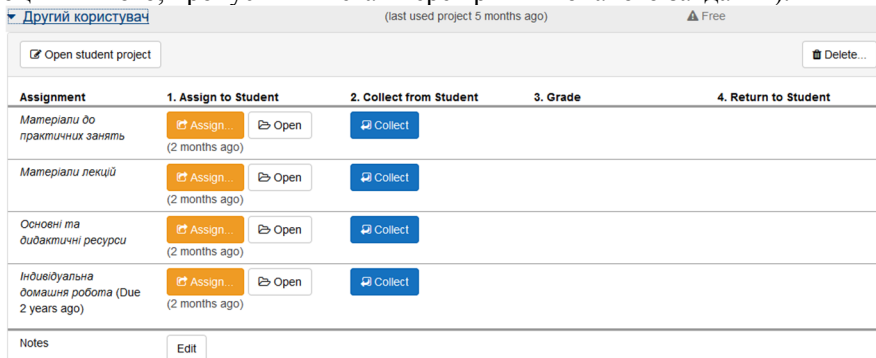 Другий користувач (last used project 5 months ago) Free
Open student project Delete...
Assignment 1. Assign to Student 2. Collect from Student 3. Grade 4. Return to Student
Матеріали до практичних занять
Assign... Open Collect
(2 months ago)
Матеріали лекцій
Assign... Open Collect
(2 months ago)
Основні та дидактичні ресурси
Assign... Open Collect
(2 months ago)
Індивідуальна домашня робота (Due 2 years ago)
Assign... Open Collect
(2 months ago)
Notes Edit